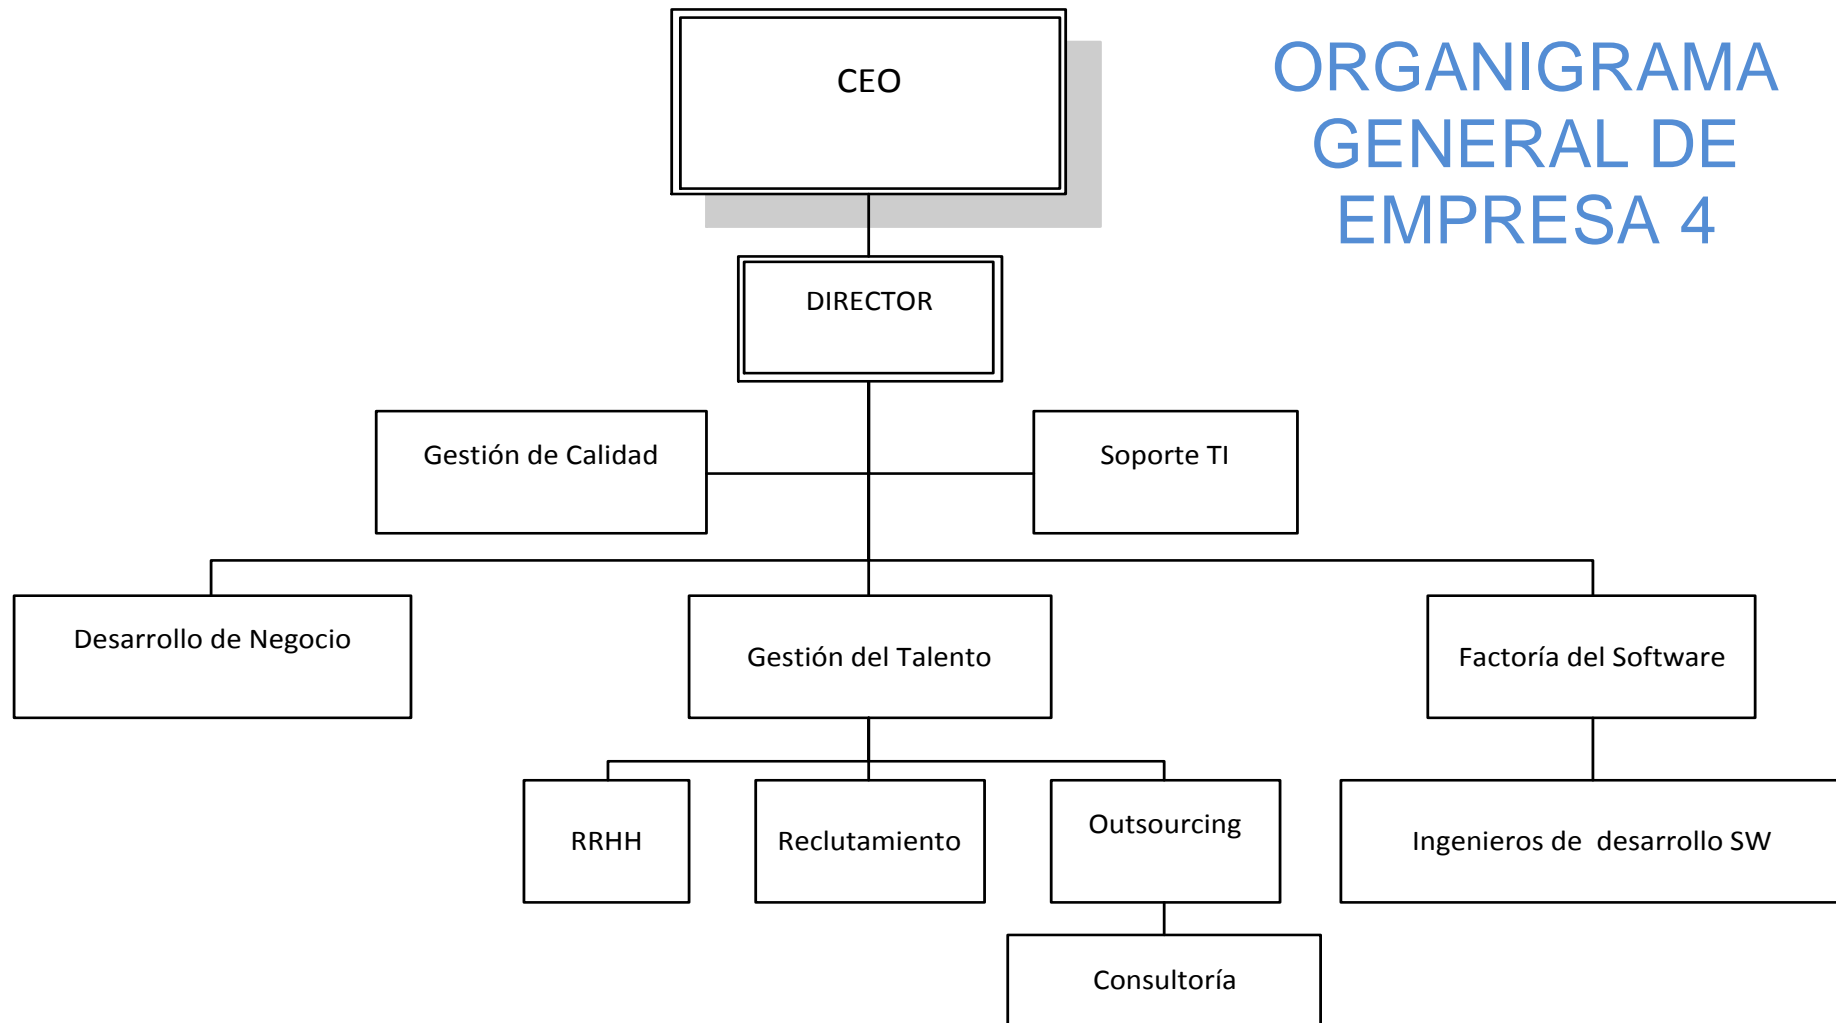 ORGANIGRAMA
GENERAL DE
EMPRESA 4
CEO
DIRECTOR
Gestión de Calidad
Soporte TI
Desarrollo de Negocio
Gestión del Talento
Factoría del Software
RRHH
Reclutamiento
Outsourcing
Ingenieros de  desarrollo SW
Consultoría